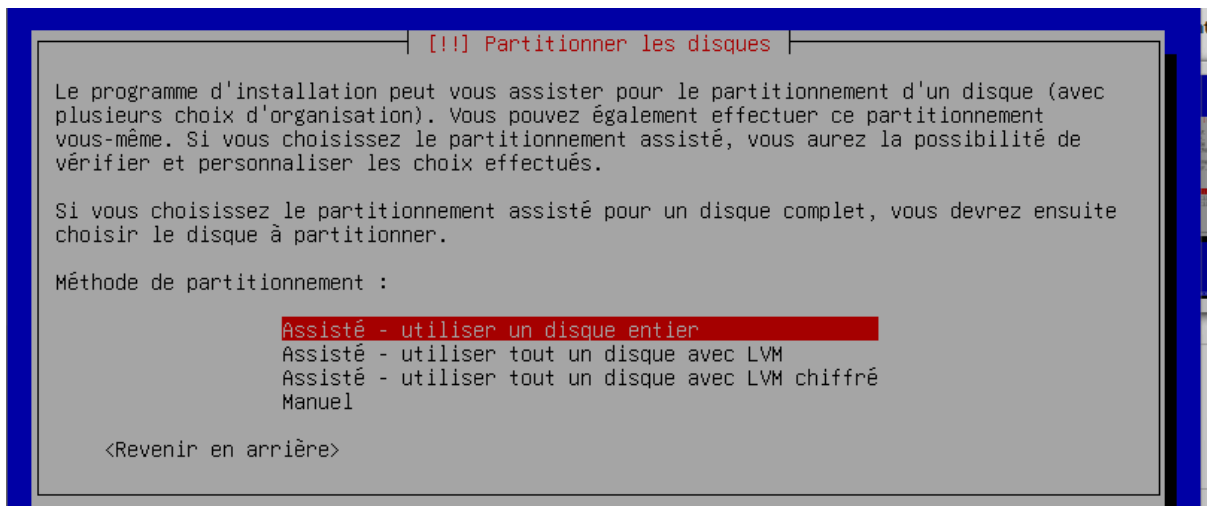 [!!] Partitionner les disques
Le programme d'installation peut vous assister pour le partitionnement d'un disque (avec
plusieurs choix d'organisation). Vous pouvez également effectuer ce partitionnement
vous-même. Si vous choisissez le partitionnement assisté, vous aurez la possibilité de
vérifier et personnaliser les choix effectués.
Si vous choisissez le partitionnement assisté pour un disque complet, vous devrez ensuite
choisir le disque à partitionner.
Méthode de partitionnement :
Assisté - utiliser un disque entier
Assisté - utiliser tout un disque avec LVM
Assisté - utiliser tout un disque avec LVM chiffré
Manuel
<Revenir en arrière>